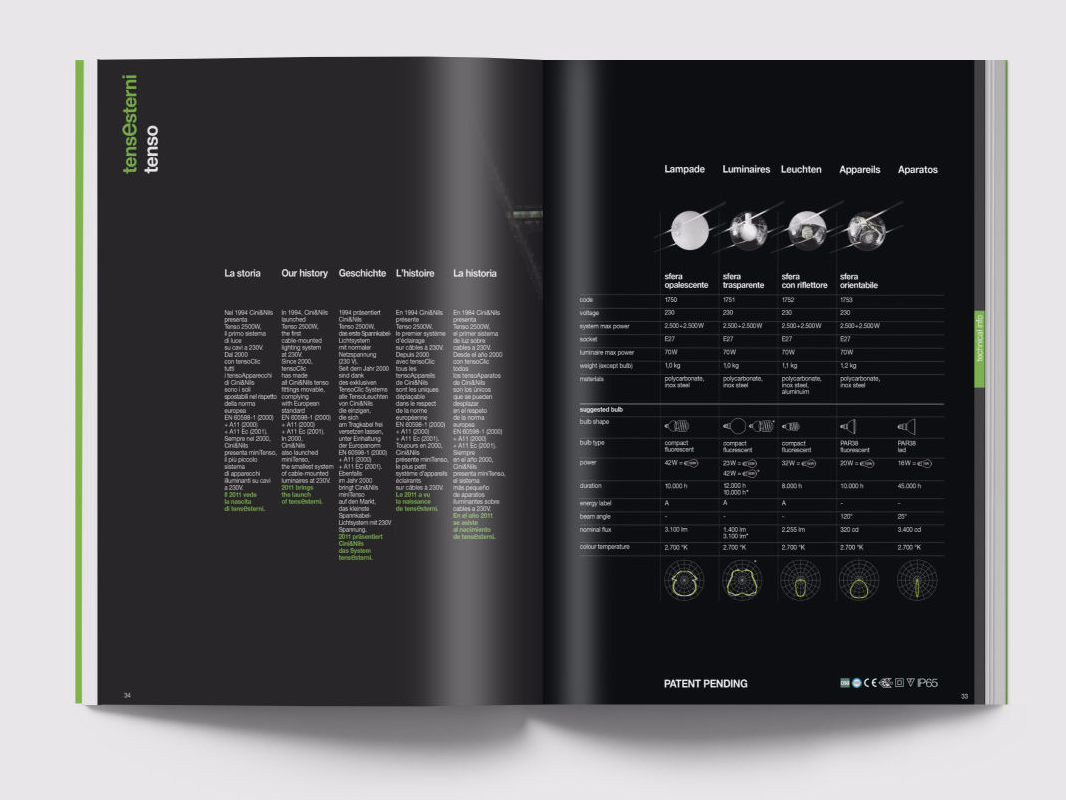 tensesterni
tenso
La storia
Nel 1994 Cini&Nils
presenta
Tenso 2500W,
il primo sistema
di luce
su cavi a 230V.
Dal 2000
con tensoClic
tutti
i tensoApparecchi
di Cini&Nils
sono i soli
spostabili nel rispetto
della norma
europea
EN 60598-1 (2000)
+ A11 (2000)
+ A11 Ec (2001).
Sempre nel 2000,
Cini&Nils
presenta miniTenso,
il più piccolo
sistema
di apparecchi
illuminanti su cavi
a 230V.
Il 2011 vede
la nascita
di tensesterni.
Our history
In 1994, Cini&Nils
launched
Tenso 2500W,
the first
cable-mounted
lighting system
at 230V.
Since 2000,
tensoClic
has made
all Cini&Nils tenso
fittings movable,
complying
with European
standard
EN 60598-1 (2000)
+ A11 (2000)
+ A11 Ec (2001).
In 2000,
Cini&Nils
also launched
miniTenso,
the smallest system
of cable-mounted
luminaires at 230V.
2011 brings
the launch
of tensesterni.
Geschichte
1994 präsentiert
Cini&Nils
Tenso 2500W,
das erste Spannkabel-
Lichtsystem
mit normaler
Netzspannung
(230 V).
Seit dem Jahr 2000
sind dank
des exklusiven
TensoClic Systems
alle TensoLeuchten
von Cini&Nils
die einzigen,
die sich
am Tragkabel frei
versetzen lassen,
unter Einhaltung
der Europanorm
EN 60598-1 (2000)
+ A11 (2000)
+ A11 EC (2001).
Ebenfalls
im Jahr 2000
bringt Cini&Nils
miniTenso
auf den Markt,
das kleinste
Spannkabel-
Lichtsystem mit 230V
Spannung.
2011 präsentiert
Cini&Nils
das System
tensesterni.
L'histoire
En 1994 Cini&Nils
présente
Tenso 2500W,
le premier système
d'éclairage
sur câbles à 230V.
Depuis 2000
avec tensoClic
tous les
tensoAppareils
de Cini&Nils
sont les uniques
déplaçable
dans le respect
de la norme
européenne
EN 60598-1 (2000)
+ A11 (2000)
+ A11 Ec (2001).
Toujours en 2000,
Cini&Nils
présente miniTenso,
le plus petit
système d'appareils
éclairants
sur câbles à 230V.
Le 2011 a vu
la naissance
de tensesterni.
La historia
En 1984 Cini&Nils
presenta
Tenso 2500W,
el primer sistema
de luz sobre
cables a 230V.
Desde el año 2000
con tensoClic
todos
los tensoAparatos
de Cini&Nils
son los únicos
que se pueden
desplazar
en el respeto
de la norma
europea
EN 60598-1 (2000)
+ A11 (2000)
+ A11 Ec (2001).
Siempre
en el año 2000,
Cini&Nils
presenta miniTenso,
el sistema
más pequeño
de aparatos
iluminantes sobre
cables a 230V.
En el año 2011
se asiste
al nacimiento
de tensesterni.
34
Lampade Luminaires Leuchten Appareils Aparatos
sfera opalescente sfera trasparente sfera con riflettore sfera orientabile
code 1750 1751 1752 1753
voltage 230 230 230 230
system max power 2.500+2.500W 2.500+2.500W 2.500+2.500W 2.500+2.500W
socket E27 E27 E27 E27
luminaire max power 70W 70W 70W 70W
weight (except bulb) 1,0 kg 1,0 kg 1,1 kg 1,2 kg
materials polycarbonate, inox steel polycarbonate, inox steel polycarbonate, inox steel, aluminum polycarbonate, inox steel
suggested bulb
bulb shape
bulb type compact fluorescent compact fluorescent compact fluorescent PAR38 fluorescent PAR38 led
power 42W = 23W = 32W = 20W = 16W =
42W = *
duration 10.000 h 12.000 h 8.000 h 10.000 h 45.000 h
10.000 h*
energy label A A A - -
beam angle - - - 120° 25°
nominal flux 3.100 lm 1.400 lm 2.255 lm 320 cd 3.400 cd
3.100 lm*
colour temperature 2.700 °K 2.700 °K 2.700 °K 2.700 °K 2.700 °K
technical info
PATENT PENDING
CE
IP65
33